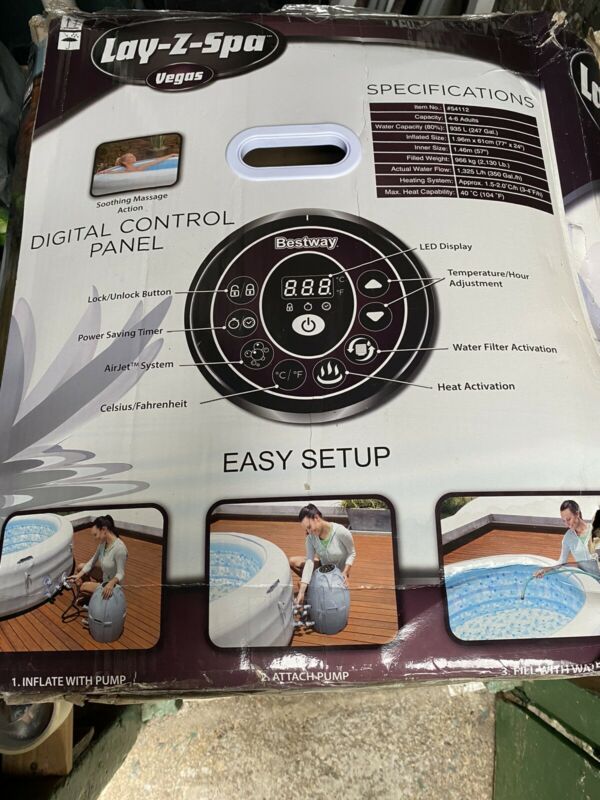 Lay-Z-Spa™
Vegas
SPECIFICATIONS
Item No.: #54112
Capacity: 4-6 Adults
Water Capacity (80%): 935 L (247 Gal.)
Inflated Size: 1.96m x 61cm (77" x 24")
Inner Size: 1.46m (57")
Filled Weight: 966 kg (2,130 Lb.)
Actual Water Flow: 1,325 L/h (350 Gal./h)
Heating System: Approx. 1.5-2.0˚C/h (3-4˚F/h)
Max. Heat Capability: 40 ˚C (104 ˚F)
Soothing Massage
Action
DIGITAL CONTROL
PANEL
Bestway
LED Display
8.8.8.
°C
°F
Temperature/Hour
Adjustment
Lock/Unlock Button
Power Saving Timer
AirJet™ System
Celsius/Fahrenheit
°C/°F
Water Filter Activation
Heat Activation
EASY SETUP
1. INFLATE WITH PUMP
2. ATTACH PUMP
3. FILL WITH